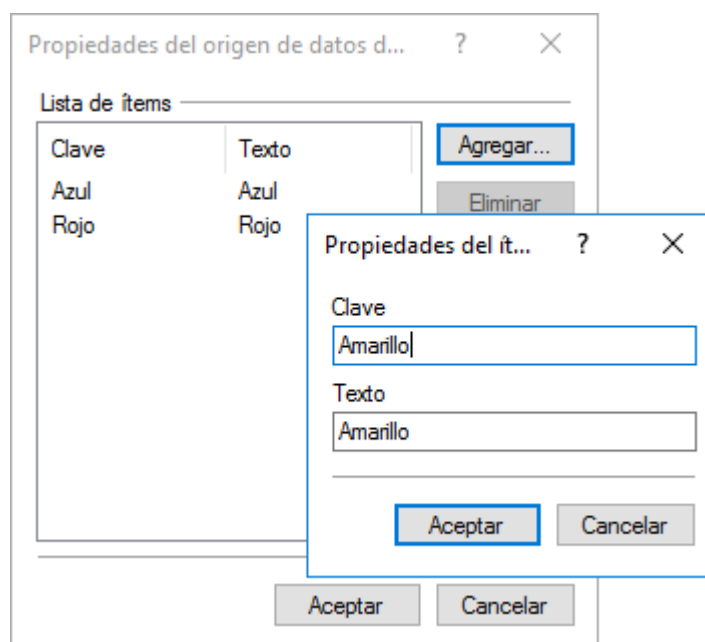 Propiedades del origen de datos d... ?
Lista de ítems
Clave Texto
Azul Azul
Rojo Rojo
Agregar...
Eliminar
Propiedades del ít... ?
Clave
Amarillo
Texto
Amarillo
Aceptar Cancelar
Aceptar Cancelar